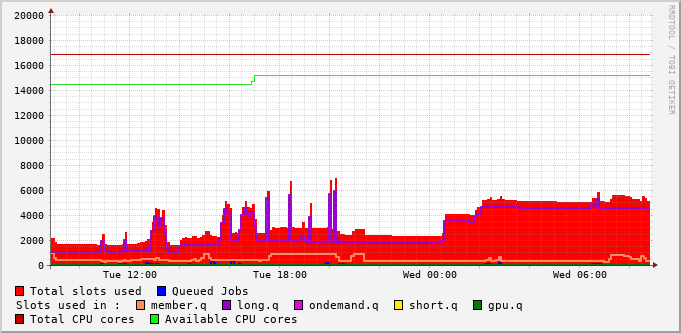 20000
18000
16000
14000
12000
10000
8000
6000
4000
2000
0
Tue 12:00 Tue 18:00 Wed 00:00 Wed 06:00
RRDTOOL / TOBI OETIKER
Total slots used Queued Jobs
Slots used in : member.q long.q ondemand.q short.q gpu.q
Total CPU cores Available CPU cores